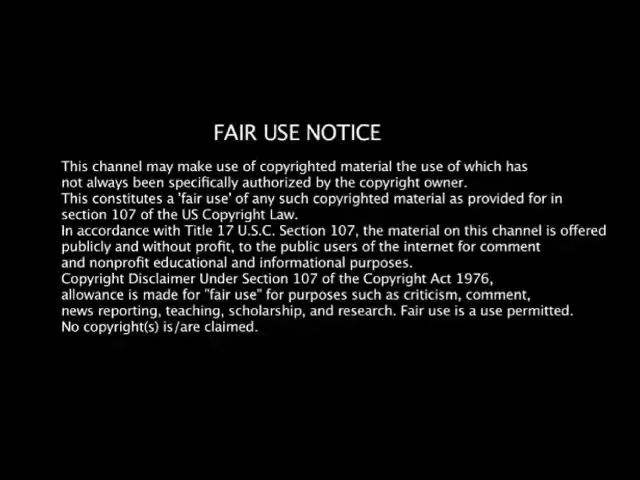 FAIR USE NOTICE
This channel may make use of copyrighted material the use of which has
not always been specifically authorized by the copyright owner.
This constitutes a 'fair use' of any such copyrighted material as provided for in
section 107 of the US Copyright Law.
In accordance with Title 17 U.S.C. Section 107, the material on this channel is offered
publicly and without profit, to the public users of the internet for comment
and nonprofit educational and informational purposes.
Copyright Disclaimer Under Section 107 of the Copyright Act 1976,
allowance is made for "fair use" for purposes such as criticism, comment,
news reporting, teaching, scholarship, and research. Fair use is a use permitted.
No copyright(s) is/are claimed.